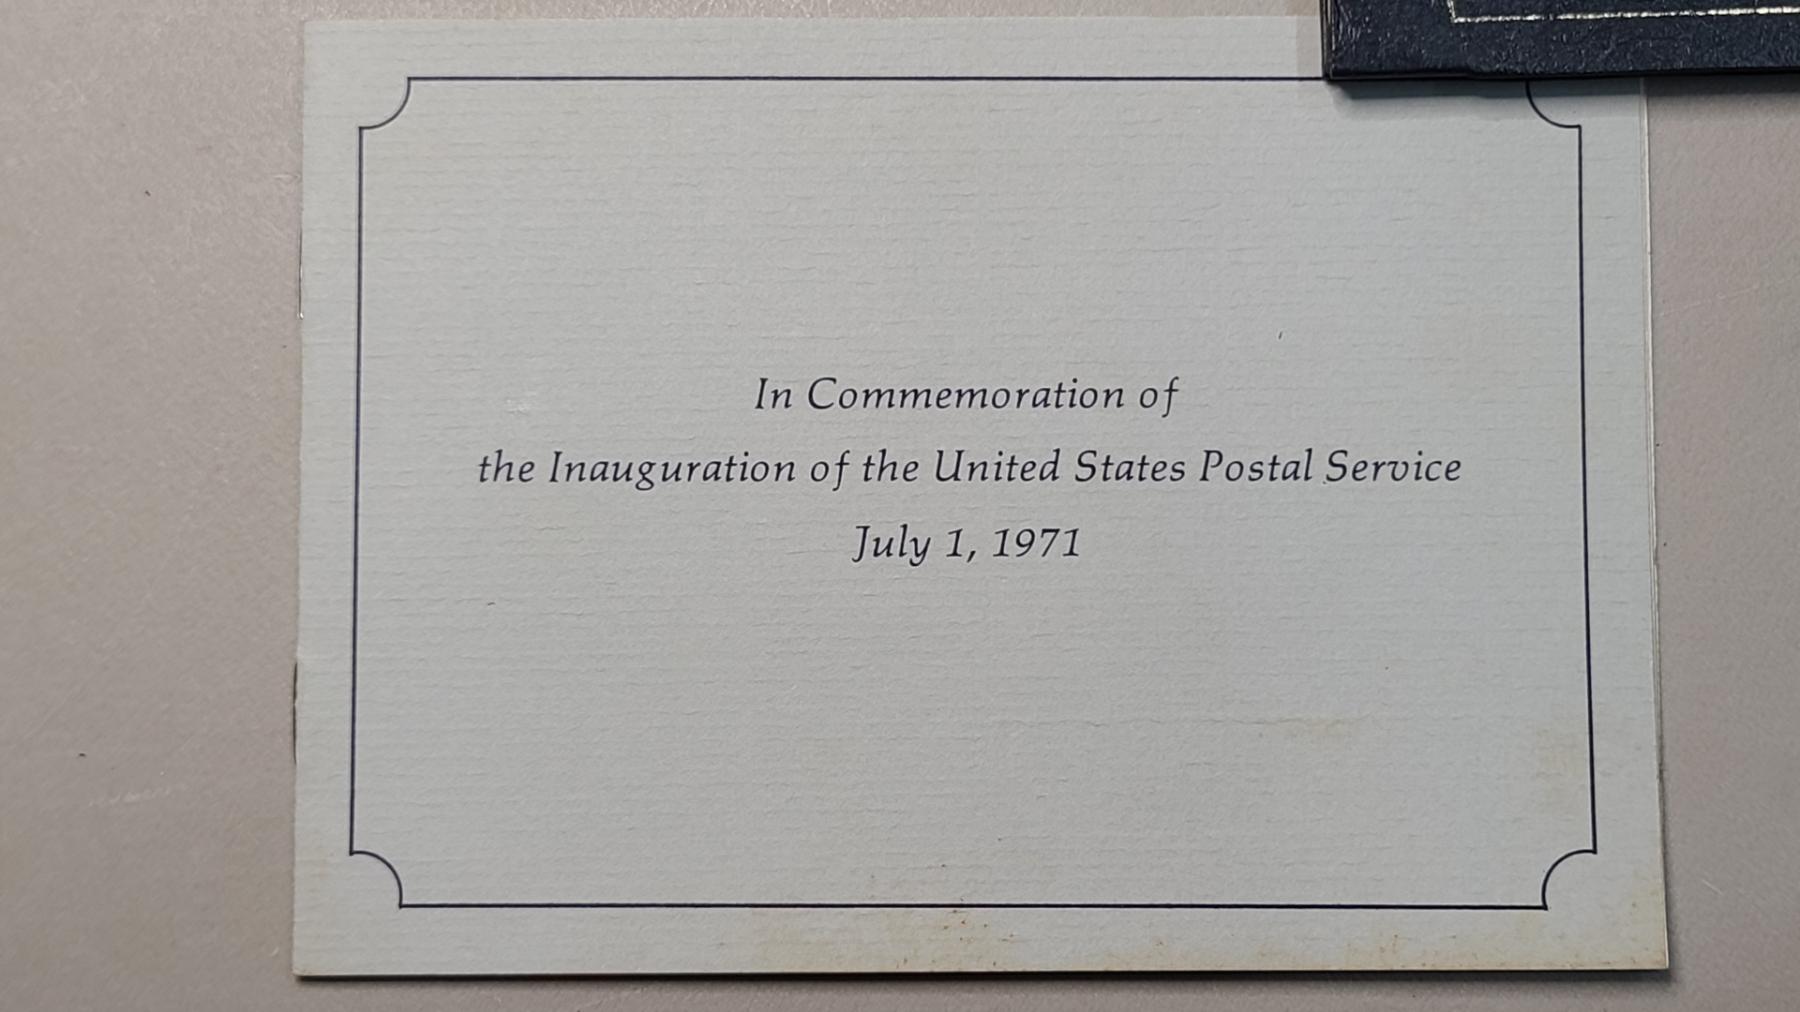 In Commemoration of
the Inauguration of the United States Postal Service
July 1, 1971